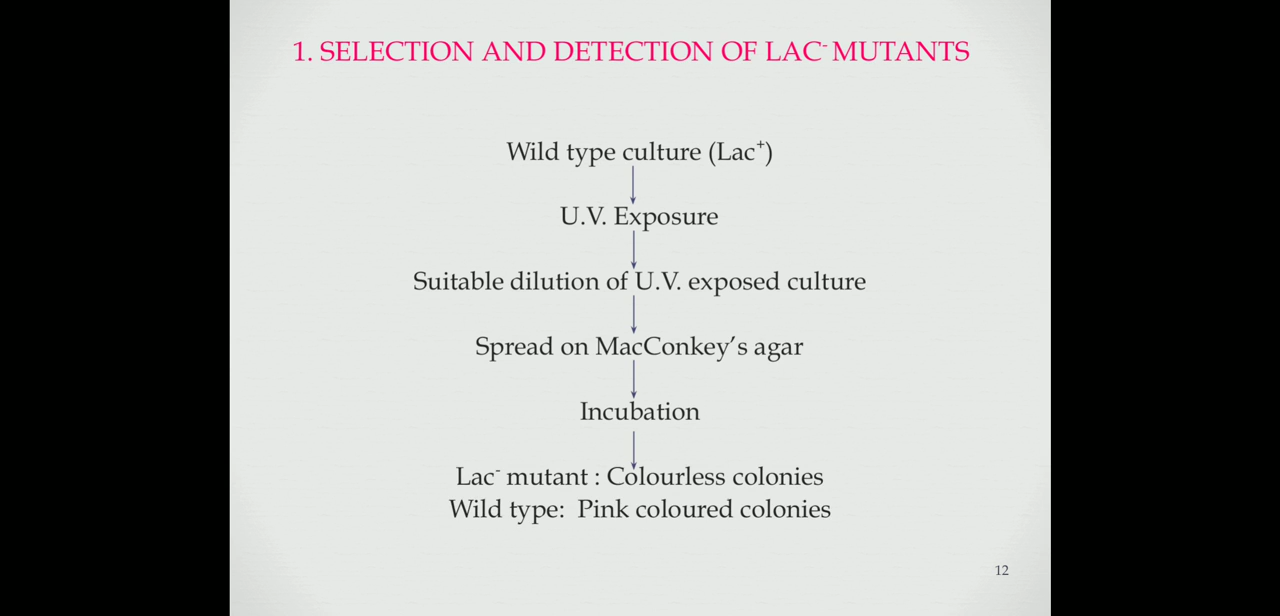 1. SELECTION AND DETECTION OF LAC⁻ MUTANTS
Wild type culture (Lac⁺)
U.V. Exposure
Suitable dilution of U.V. exposed culture
Spread on MacConkey’s agar
Incubation
Lac⁻ mutant : Colourless colonies
Wild type: Pink coloured colonies
12